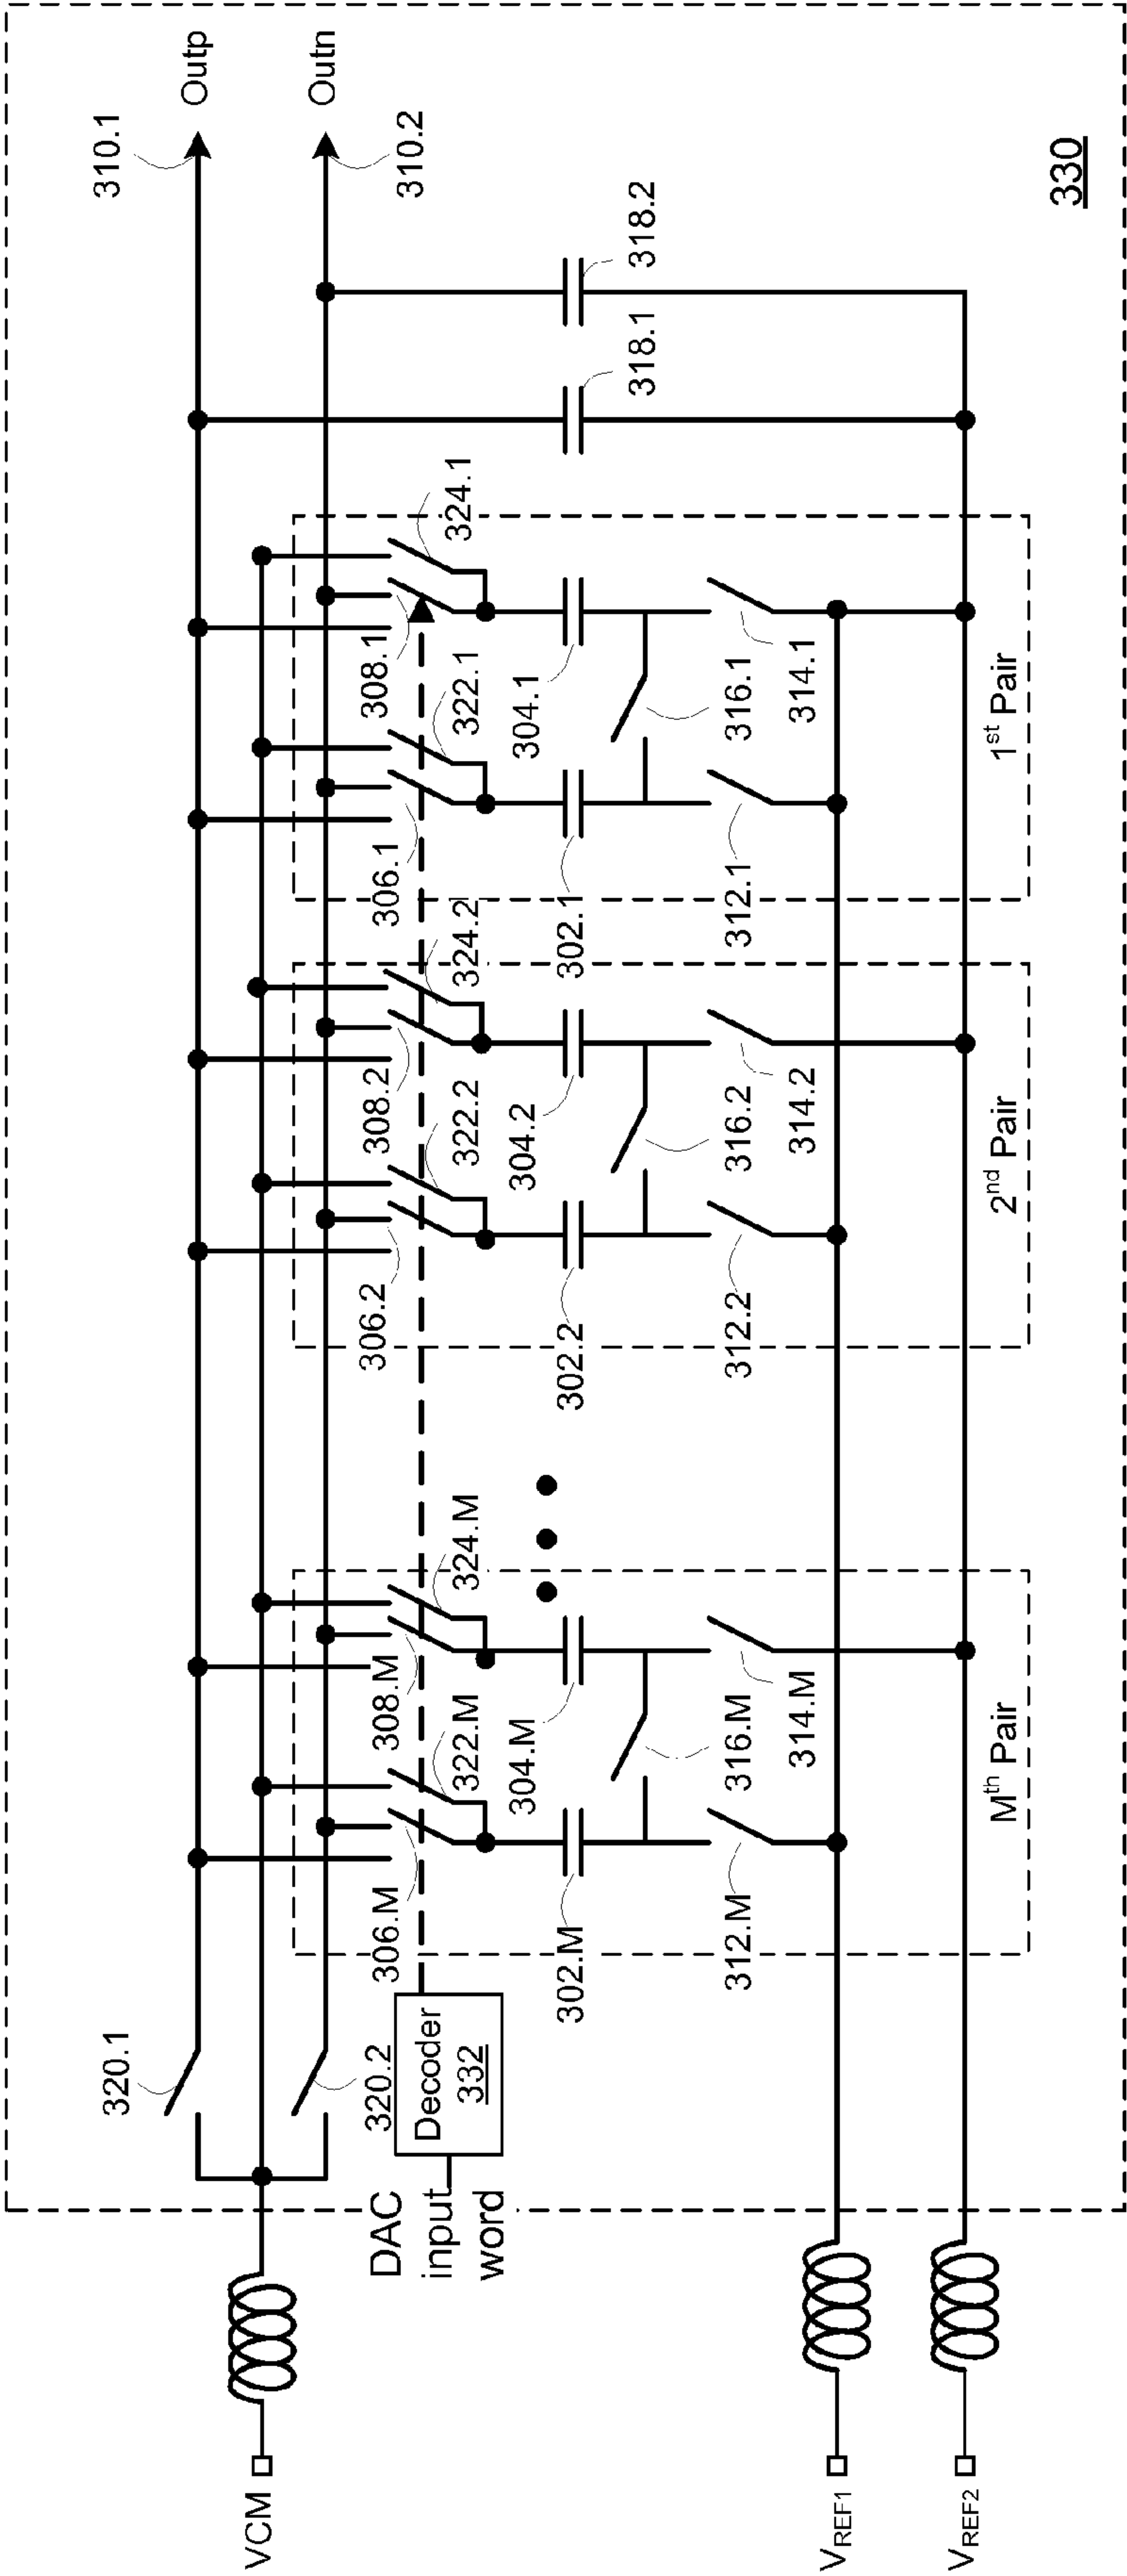 Outp
Outn
310.1
310.2
330
318.2
318.1
324.1
308.1
322.1
306.1
304.1
302.1
316.1
314.1
312.1
1st Pair
324.2
308.2
322.2
306.2
304.2
302.2
316.2
314.2
312.2
2nd Pair
324.M
308.M
322.M
306.M
304.M
302.M
316.M
314.M
312.M
Mth Pair
320.1
320.2
Decoder
332
DAC
input
word
VCM
VREF1
VREF2